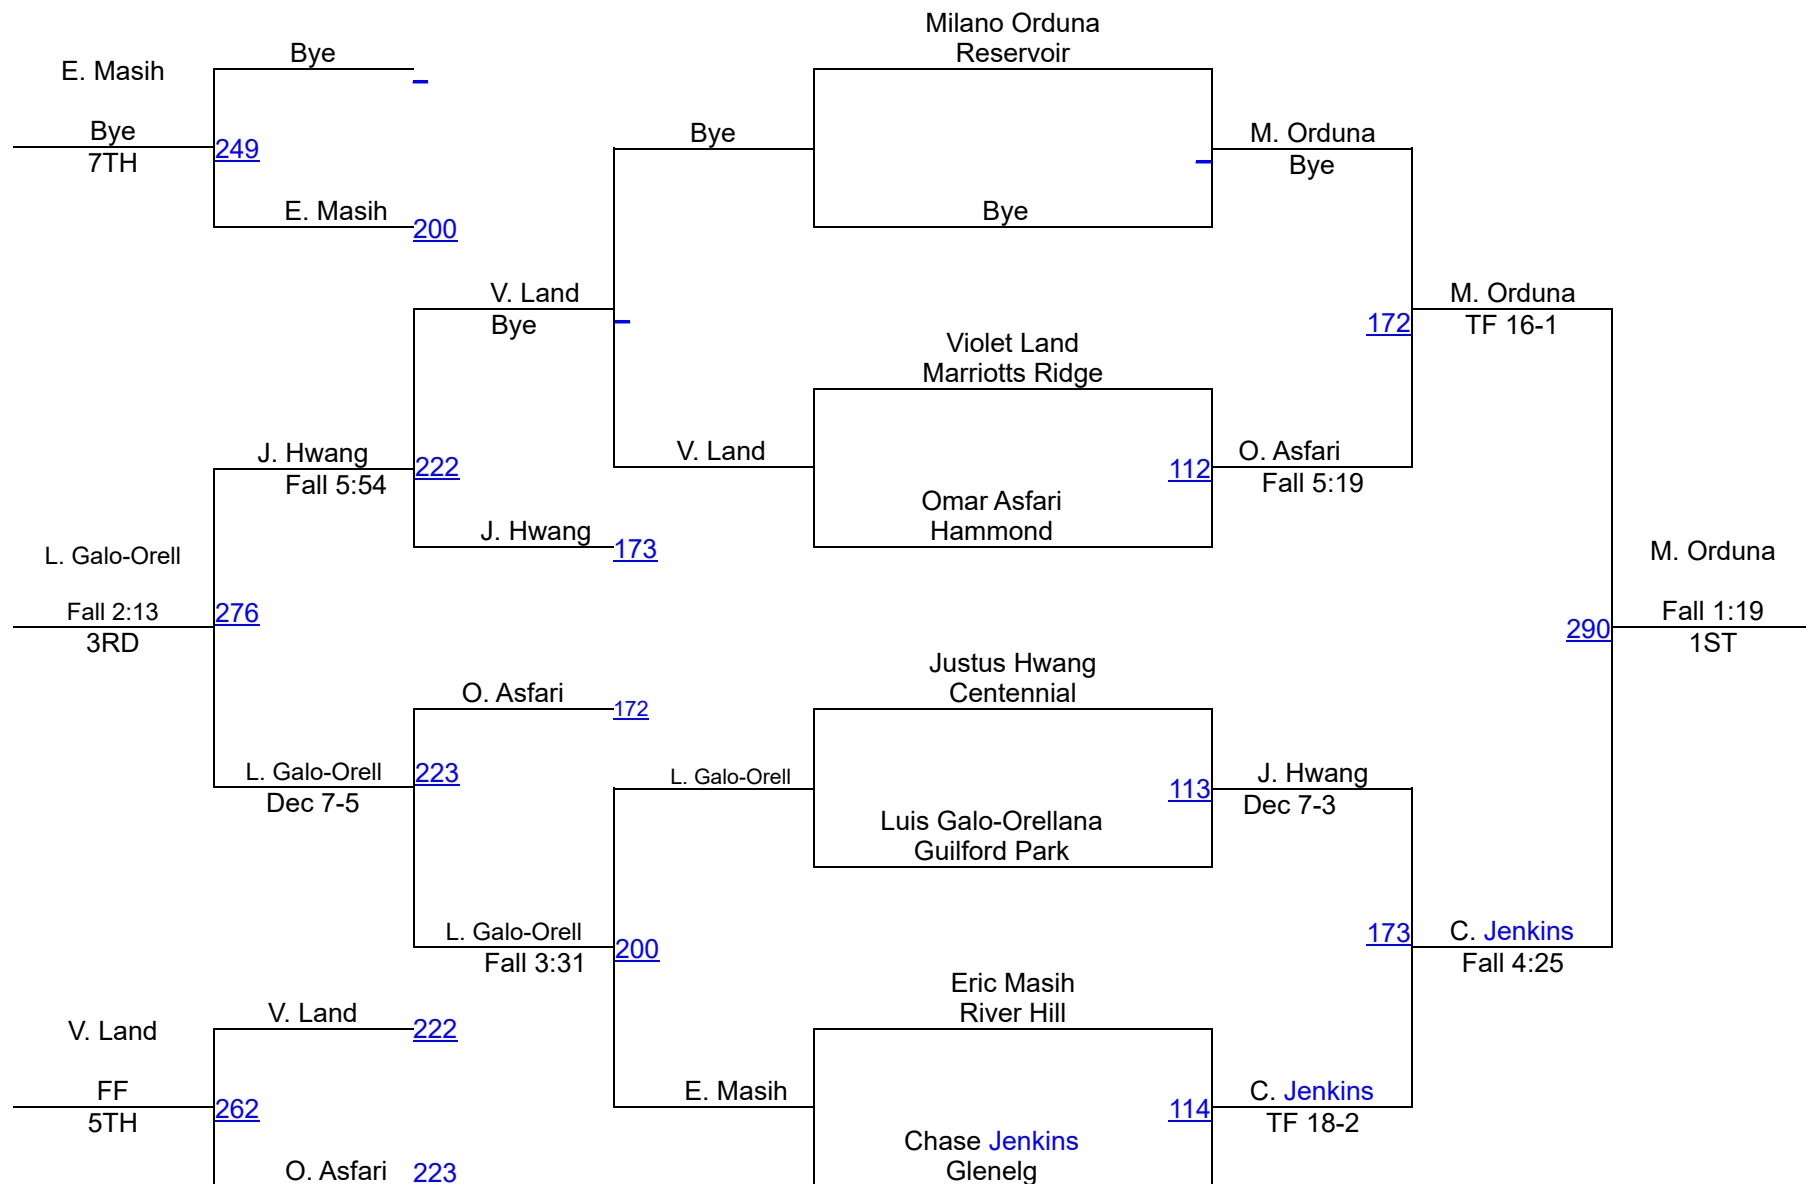 Milano Orduna
Reservoir
Bye
E. Masih
Bye
7TH
249
E. Masih
200
Bye
M. Orduna
Bye
Bye
V. Land
Bye
M. Orduna
TF 16-1
172
Violet Land
Marriotts Ridge
V. Land
112
O. Asfari
Fall 5:19
Omar Asfari
Hammond
J. Hwang
Fall 5:54
222
J. Hwang
173
L. Galo-Orell
Fall 2:13
3RD
276
M. Orduna
Fall 1:19
1ST
290
Justus Hwang
Centennial
O. Asfari
172
L. Galo-Orell
Dec 7-5
223
L. Galo-Orell
113
J. Hwang
Dec 7-3
Luis Galo-Orellana
Guilford Park
L. Galo-Orell
Fall 3:31
200
173
C. Jenkins
Fall 4:25
Eric Masih
River Hill
V. Land
222
V. Land
FF
5TH
262
E. Masih
114
C. Jenkins
TF 18-2
Chase Jenkins
Glenelg
O. Asfari
223